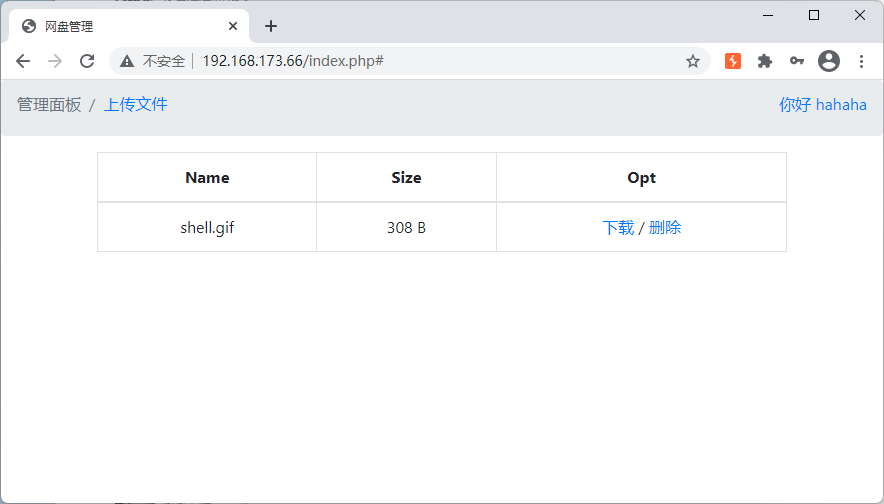 网盘管理
不安全 192.168.173.66/index.php#
管理面板 / 上传文件 你好 hahaha
Name Size Opt
shell.gif 308 B 下载 / 删除